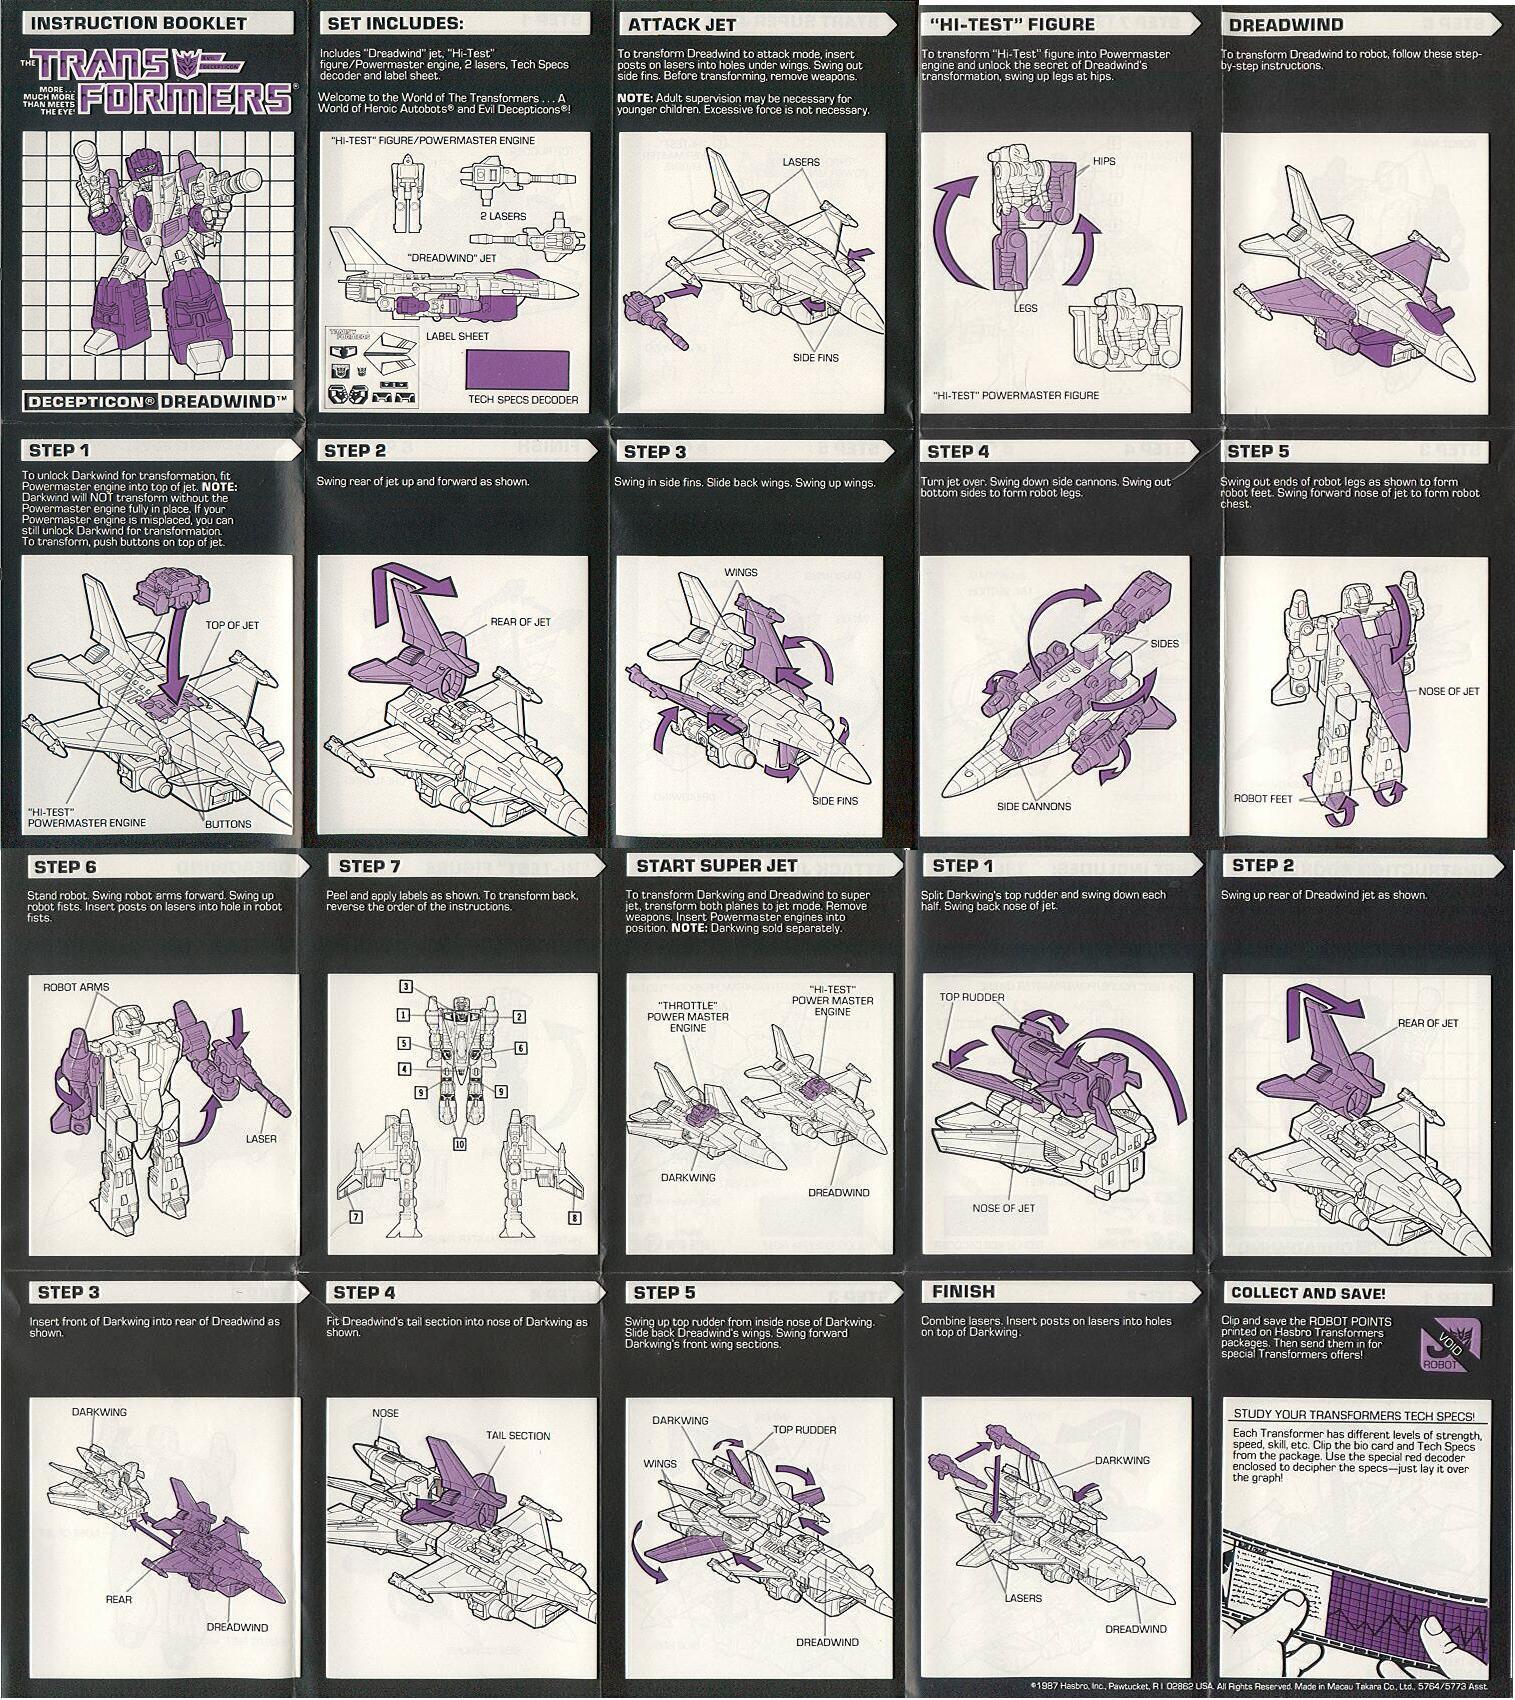 INSTRUCTION BOOKLET
THE TRANSFORMERS®
MORE...
MUCH MORE
THAN MEETS
THE EYE!
DECEPTICON® DREADWIND™
SET INCLUDES:
Includes "Dreadwind" jet, "Hi-Test"
figure/Powermaster engine, 2 lasers, Tech Specs
decoder and label sheet.
Welcome to the World of The Transformers . . . A
World of Heroic Autobots® and Evil Decepticons®!
"HI-TEST" FIGURE/POWERMASTER ENGINE
2 LASERS
"DREADWIND" JET
LABEL SHEET
TECH SPECS DECODER
ATTACK JET
To transform Dreadwind to attack mode, insert
posts on lasers into holes under wings. Swing out
side fins. Before transforming, remove weapons.
NOTE: Adult supervision may be necessary for
younger children. Excessive force is not necessary.
LASERS
SIDE FINS
"HI-TEST" FIGURE
To transform "Hi-Test" figure into Powermaster
engine and unlock the secret of Dreadwind's
transformation, swing up legs at hips.
HIPS
LEGS
"HI-TEST" POWERMASTER FIGURE
DREADWIND
To transform Dreadwind to robot, follow these step-
by-step instructions.
STEP 1
To unlock Darkwind for transformation, fit
Powermaster engine into top of jet. NOTE:
Darkwind will NOT transform without the
Powermaster engine fully in place. If your
Powermaster engine is misplaced, you can
still unlock Darkwind for transformation.
To transform, push buttons on top of jet.
TOP OF JET
"HI-TEST"
POWERMASTER ENGINE
BUTTONS
STEP 2
Swing rear of jet up and forward as shown.
REAR OF JET
STEP 3
Swing in side fins. Slide back wings. Swing up wings.
WINGS
SIDE FINS
STEP 4
Turn jet over. Swing down side cannons. Swing out
bottom sides to form robot legs.
SIDES
SIDE CANNONS
STEP 5
Swing out ends of robot legs as shown to form
robot feet. Swing forward nose of jet to form robot
chest.
NOSE OF JET
ROBOT FEET
STEP 6
Stand robot. Swing robot arms forward. Swing up
robot fists. Insert posts on lasers into hole in robot
fists.
ROBOT ARMS
LASER
STEP 7
Peel and apply labels as shown. To transform back,
reverse the order of the instructions.
3
1
2
5
6
4
9
9
10
7
8
START SUPER JET
To transform Darkwing and Dreadwind to super
jet, transform both planes to jet mode. Remove
weapons. Insert Powermaster engines into
position. NOTE: Darkwing sold separately.
"THROTTLE"
POWER MASTER
ENGINE
"HI-TEST"
POWER MASTER
ENGINE
DARKWING
DREADWIND
STEP 1
Split Darkwing's top rudder and swing down each
half. Swing back nose of jet.
TOP RUDDER
NOSE OF JET
STEP 2
Swing up rear of Dreadwind jet as shown.
REAR OF JET
STEP 3
Insert front of Darkwing into rear of Dreadwind as
shown.
DARKWING
REAR
DREADWIND
STEP 4
Fit Dreadwind's tail section into nose of Darkwing as
shown.
NOSE
TAIL SECTION
STEP 5
Swing up top rudder from inside nose of Darkwing.
Slide back Dreadwind's wings. Swing forward
Darkwing's front wing sections.
DARKWING
TOP RUDDER
WINGS
DREADWIND
FINISH
Combine lasers. Insert posts on lasers into holes
on top of Darkwing.
DARKWING
LASERS
DREADWIND
COLLECT AND SAVE!
Clip and save the ROBOT POINTS
printed on Hasbro Transformers
packages. Then send them in for
special Transformers offers!
VOID
ROBOT
STUDY YOUR TRANSFORMERS TECH SPECS!
Each Transformer has different levels of strength,
speed, skill, etc. Clip the bio card and Tech Specs
from the package. Use the special red decoder
enclosed to decipher the specs—just lay it over
the graph!
©1987 Hasbro, Inc., Pawtucket, R I 02862 USA. All Rights Reserved. Made in Macau Takara Co., Ltd., 5764/5773 Asst.